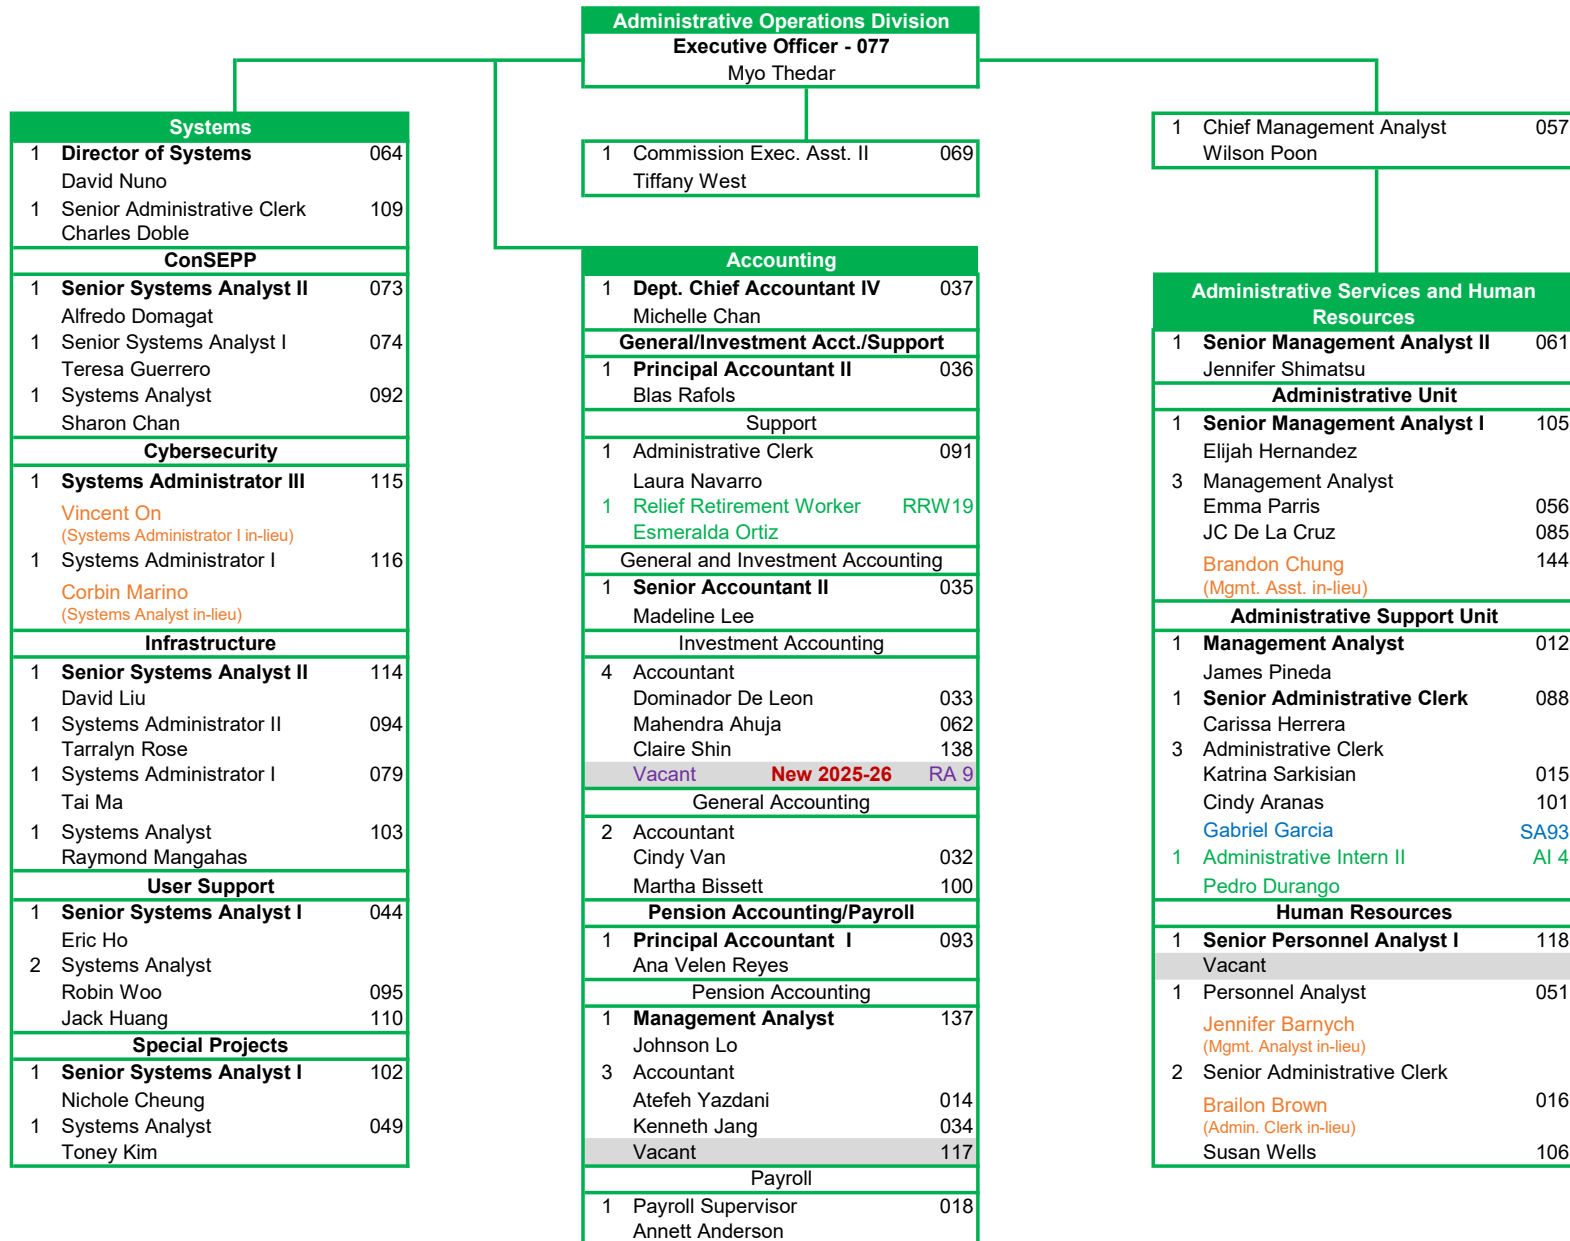 Administrative Operations Division
Executive Officer - 077
Myo Thedar
Systems
1 Director of Systems 064
David Nuno
1 Senior Administrative Clerk 109
Charles Doble
ConSEPP
1 Senior Systems Analyst II 073
Alfredo Domagat
1 Senior Systems Analyst I 074
Teresa Guerrero
1 Systems Analyst 092
Sharon Chan
Cybersecurity
1 Systems Administrator III 115
Vincent On
(Systems Administrator I in-lieu)
1 Systems Administrator I 116
Corbin Marino
(Systems Analyst in-lieu)
Infrastructure
1 Senior Systems Analyst II 114
David Liu
1 Systems Administrator II 094
Tarralyn Rose
1 Systems Administrator I 079
Tai Ma
1 Systems Analyst 103
Raymond Mangahas
User Support
1 Senior Systems Analyst I 044
Eric Ho
2 Systems Analyst
Robin Woo 095
Jack Huang 110
Special Projects
1 Senior Systems Analyst I 102
Nichole Cheung
1 Systems Analyst 049
Toney Kim
1 Commission Exec. Asst. II 069
Tiffany West
Accounting
1 Dept. Chief Accountant IV 037
Michelle Chan
General/Investment Acct./Support
1 Principal Accountant II 036
Blas Rafols
Support
1 Administrative Clerk 091
Laura Navarro
1 Relief Retirement Worker RRW19
Esmeralda Ortiz
General and Investment Accounting
1 Senior Accountant II 035
Madeline Lee
Investment Accounting
4 Accountant
Dominador De Leon 033
Mahendra Ahuja 062
Claire Shin 138
Vacant New 2025-26 RA 9
General Accounting
2 Accountant
Cindy Van 032
Martha Bissett 100
Pension Accounting/Payroll
1 Principal Accountant I 093
Ana Velen Reyes
Pension Accounting
1 Management Analyst 137
Johnson Lo
3 Accountant
Atefeh Yazdani 014
Kenneth Jang 034
Vacant 117
Payroll
1 Payroll Supervisor 018
Annett Anderson
1 Chief Management Analyst 057
Wilson Poon
Administrative Services and Human
Resources
1 Senior Management Analyst II 061
Jennifer Shimatsu
Administrative Unit
1 Senior Management Analyst I 105
Elijah Hernandez
3 Management Analyst
Emma Parris 056
JC De La Cruz 085
Brandon Chung 144
(Mgmt. Asst. in-lieu)
Administrative Support Unit
1 Management Analyst 012
James Pineda
1 Senior Administrative Clerk 088
Carissa Herrera
3 Administrative Clerk
Katrina Sarkisian 015
Cindy Aranas 101
Gabriel Garcia SA93
1 Administrative Intern II AI 4
Pedro Durango
Human Resources
1 Senior Personnel Analyst I 118
Vacant
1 Personnel Analyst 051
Jennifer Barnych
(Mgmt. Analyst in-lieu)
2 Senior Administrative Clerk
Brailon Brown 016
(Admin. Clerk in-lieu)
Susan Wells 106